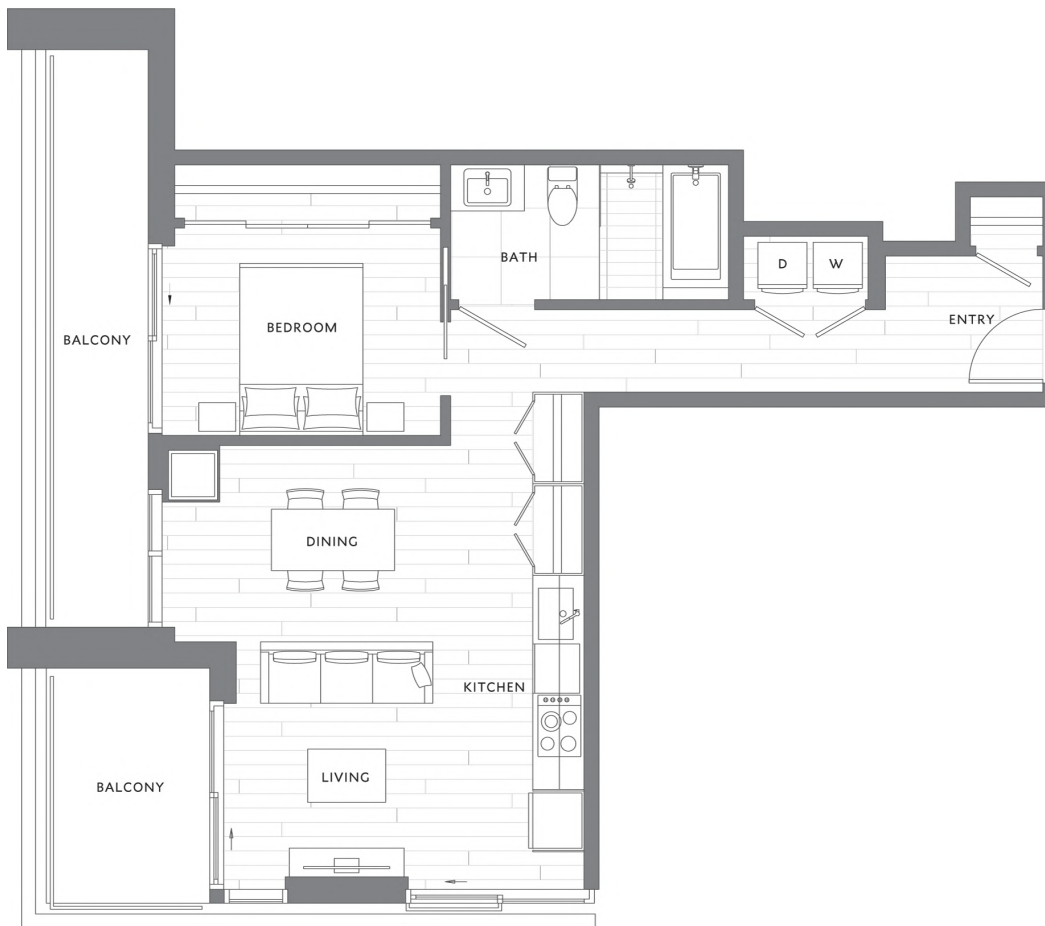 BATH
D
W
ENTRY
BEDROOM
BALCONY
DINING
KITCHEN
LIVING
BALCONY